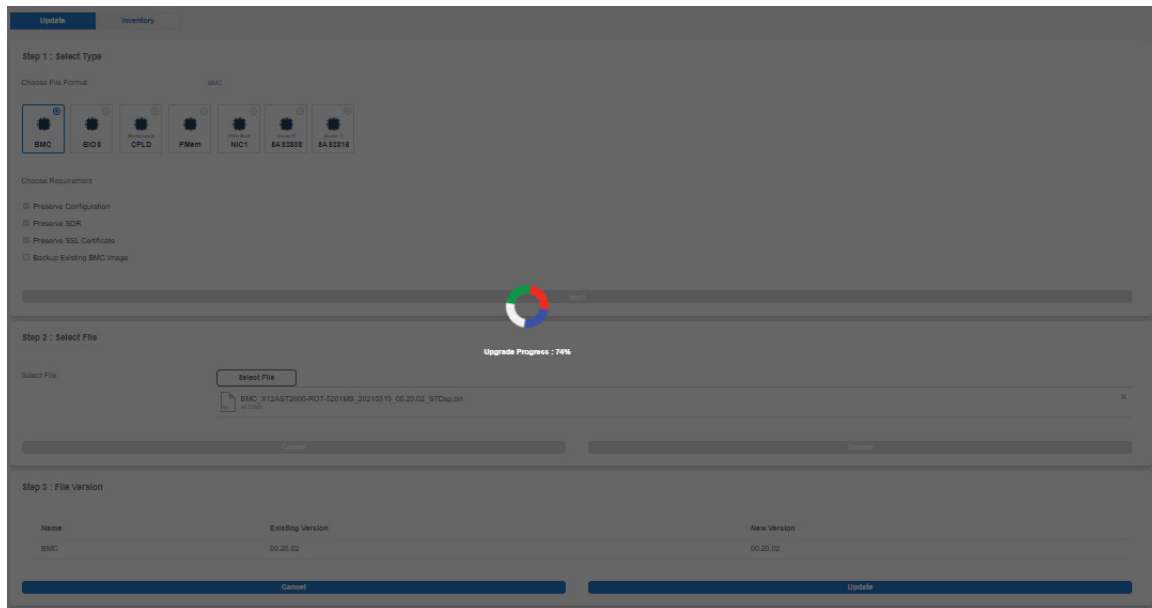 Update Inventory
Step 1 : Select Type
Choose File Format BMC
BMC BIOS CPLD PMem NIC1
Choose Requirement
Preserve Configuration
Preserve SDR
Preserve SSL Certificate
Backup Existing BMC Image
Next
Upgrade Progress : 74%
Step 2 : Select File
Select File Select File
BMC_X12AST2600-ROT-5201MS_20210319_00.20.02_STDsp.bin
Cancel Update
Step 3 : File Version
Name Existing Version New Version
BMC 00.20.02 00.20.02
Cancel Update